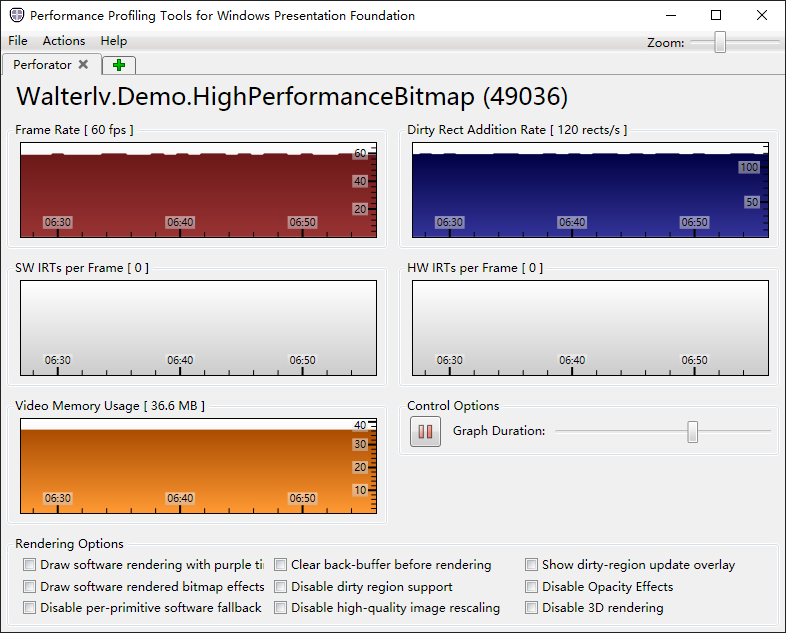 Performance Profiling Tools for Windows Presentation Foundation
File Actions Help
Zoom:
Perforator
Walterlv.Demo.HighPerformanceBitmap (49036)
Frame Rate [ 60 fps ]
60
40
20
06:30 06:40 06:50
Dirty Rect Addition Rate [ 120 rects/s ]
100
50
06:30 06:40 06:50
SW IRTs per Frame [ 0 ]
06:30 06:40 06:50
HW IRTs per Frame [ 0 ]
06:30 06:40 06:50
Video Memory Usage [ 36.6 MB ]
40
30
20
10
06:30 06:40 06:50
Control Options
Graph Duration:
Rendering Options
Draw software rendering with purple ti Clear back-buffer before rendering Show dirty-region update overlay
Draw software rendered bitmap effects Disable dirty region support Disable Opacity Effects
Disable per-primitive software fallback Disable high-quality image rescaling Disable 3D rendering